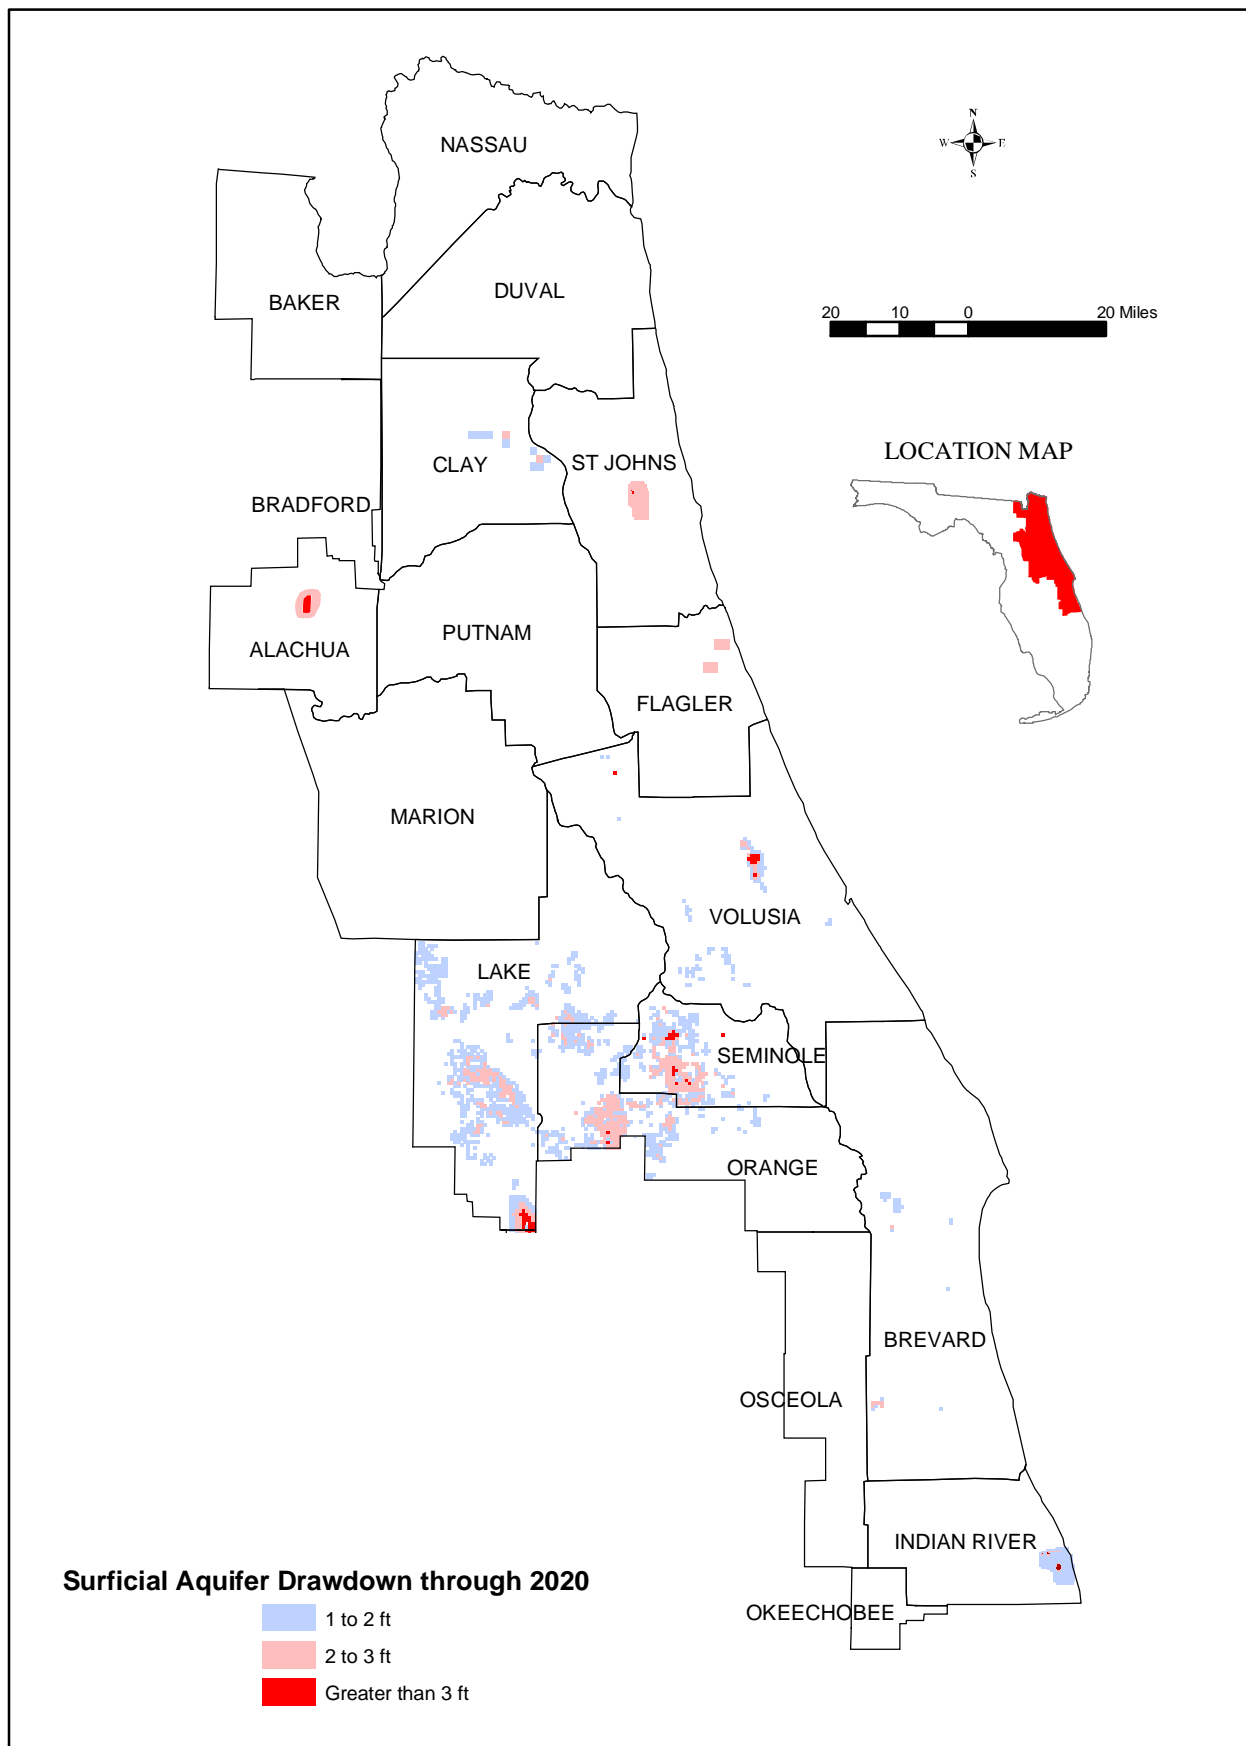 N
W E
S
NASSAU
DUVAL
BAKER
20 10 0 20 Miles
LOCATION MAP
CLAY
ST JOHNS
BRADFORD
PUTNAM
ALACHUA
FLAGLER
MARION
VOLUSIA
LAKE
SEMINOLE
ORANGE
BREVARD
OSCEOLA
INDIAN RIVER
OKEECHOBEE
Surficial Aquifer Drawdown through 2020
1 to 2 ft
2 to 3 ft
Greater than 3 ft